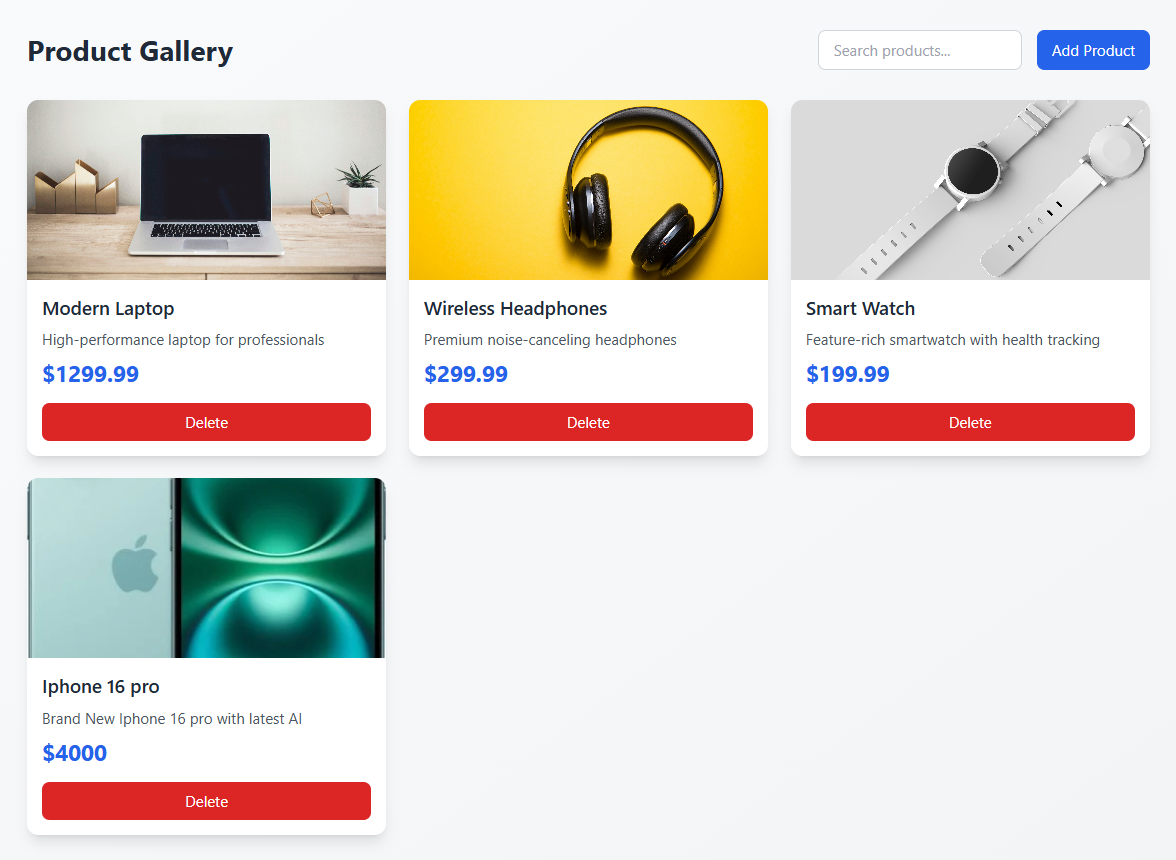 Product Gallery
Search products...
Add Product
Modern Laptop
High-performance laptop for professionals
$1299.99
Delete
Wireless Headphones
Premium noise-canceling headphones
$299.99
Delete
Smart Watch
Feature-rich smartwatch with health tracking
$199.99
Delete
Iphone 16 pro
Brand New Iphone 16 pro with latest AI
$4000
Delete